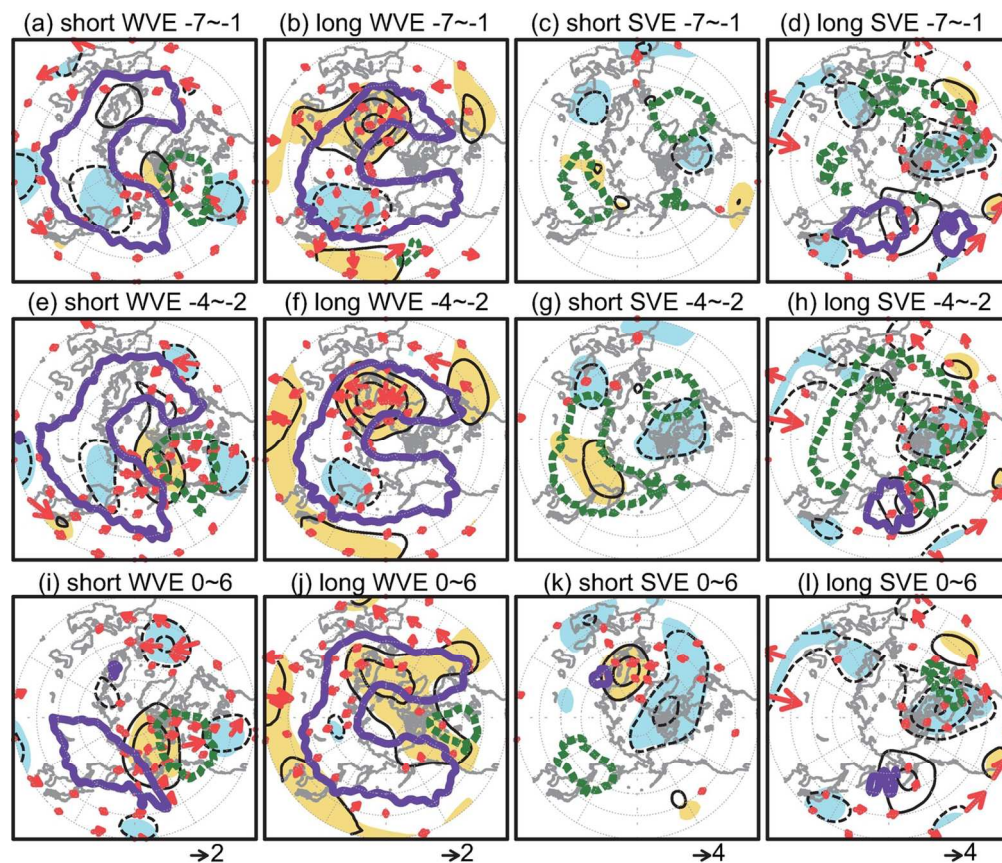 (a) short WVE -7~-1
(b) long WVE -7~-1
(c) short SVE -7~-1
(d) long SVE -7~-1
(e) short WVE -4~-2
(f) long WVE -4~-2
(g) short SVE -4~-2
(h) long SVE -4~-2
(i) short WVE 0~6
(j) long WVE 0~6
(k) short SVE 0~6
(l) long SVE 0~6
→2
→2
→4
→4